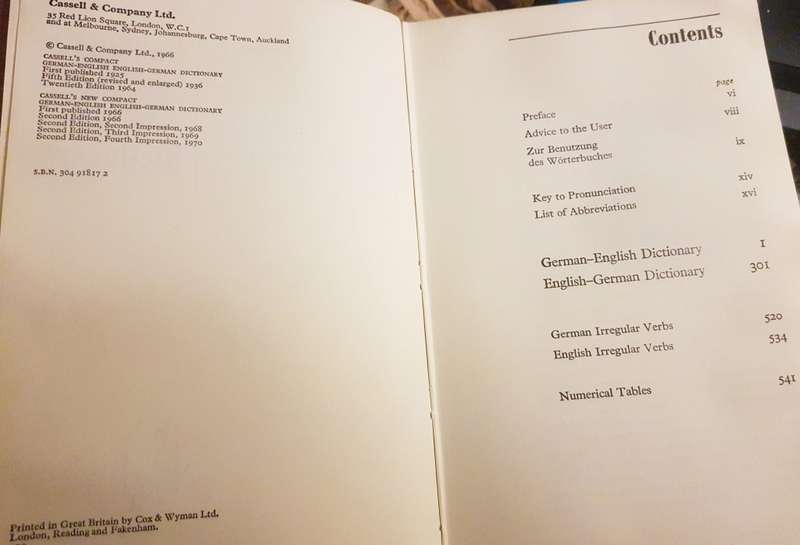 Cassell & Company Ltd.
35 Red Lion Square, London, W.C.1
and at Melbourne, Sydney, Johannesburg, Cape Town, Auckland
© Cassell & Company Ltd., 1966
CASSELL'S COMPACT
GERMAN-ENGLISH ENGLISH-GERMAN DICTIONARY
First published 1925
Fifth Edition (revised and enlarged) 1936
Twentieth Edition 1964
CASSELL'S NEW COMPACT
GERMAN-ENGLISH ENGLISH-GERMAN DICTIONARY
First published 1966
Second Edition 1966
Second Edition, Second Impression, 1968
Second Edition, Third Impression, 1969
Second Edition, Fourth Impression, 1970
S.B.N. 304 91817 2
Printed in Great Britain by Cox & Wyman Ltd.
London, Reading and Fakenham.
Contents
page
Preface vi
Advice to the User viii
Zur Benutzung
des Wörterbuches ix
Key to Pronunciation xiv
List of Abbreviations xvi
German–English Dictionary 1
English–German Dictionary 301
German Irregular Verbs 520
English Irregular Verbs 534
Numerical Tables 541